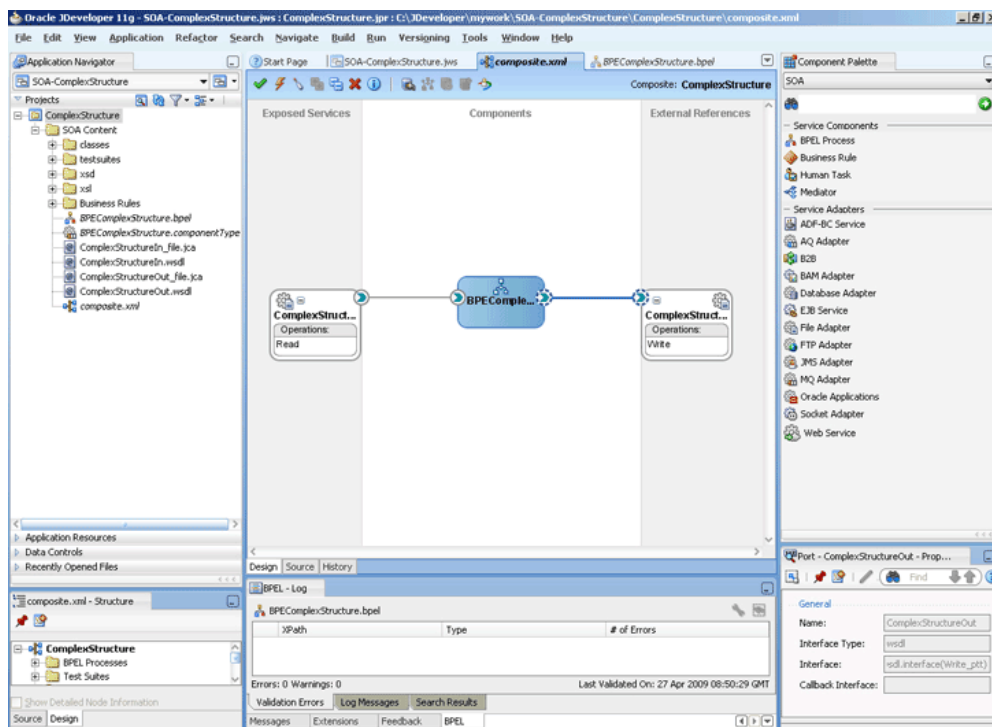 Oracle JDeveloper 11g - SOA-ComplexStructure.jws : ComplexStructure.jpr : C:\JDeveloper\mywork\SOA-ComplexStructure\ComplexStructure\composite.xml
File Edit View Application Refactor Search Navigate Build Run Versioning Tools Window Help
Application Navigator
SOA-ComplexStructure
Projects
ComplexStructure
SOA Content
classes
testsuites
xsd
xsl
Business Rules
BPEComplexStructure.bpel
BPEComplexStructure.componentType
ComplexStructureIn_file.jca
ComplexStructureIn.wsdl
ComplexStructureOut_file.jca
ComplexStructureOut.wsdl
composite.xml
Application Resources
Data Controls
Recently Opened Files
composite.xml - Structure
ComplexStructure
BPEL Processes
Test Suites
Show Detailed Node Information
Source Design
Start Page SOA-ComplexStructure.jws composite.xml BPEComplexStructure.bpel
Composite: ComplexStructure
Exposed Services Components External References
ComplexStruct...
Operations:
Read
BPEComple...
ComplexStruct...
Operations:
Write
Design Source History
BPEL - Log
BPEComplexStructure.bpel
XPath Type # of Errors
Errors: 0 Warnings: 0 Last Validated On: 27 Apr 2009 08:50:29 GMT
Validation Errors Log Messages Search Results
Messages Extensions Feedback BPEL
Component Palette
SOA
Service Components
BPEL Process
Business Rule
Human Task
Mediator
Service Adapters
ADF-BC Service
AQ Adapter
B2B
BAM Adapter
Database Adapter
EJB Service
File Adapter
FTP Adapter
JMS Adapter
MQ Adapter
Oracle Applications
Socket Adapter
Web Service
Port - ComplexStructureOut - Prop...
Find
General
Name: ComplexStructureOut
Interface Type: wsdl
Interface: sdl.interface(Write_ptt)
Callback Interface: